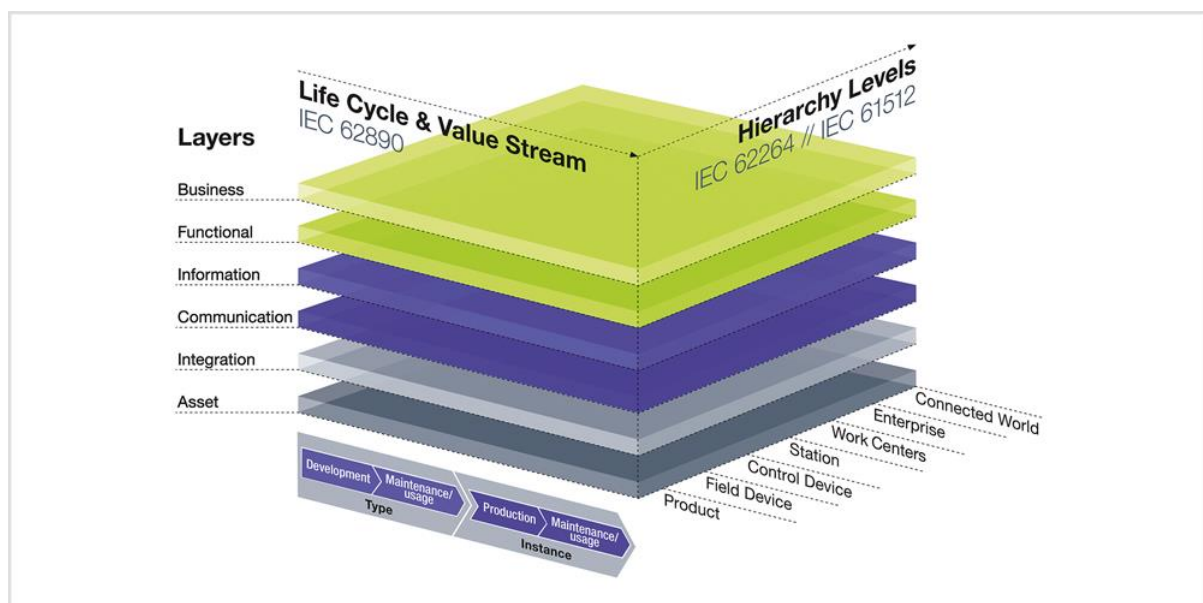 Life Cycle & Value Stream
IEC 62890
Hierarchy Levels
IEC 62264 // IEC 61512
Layers
Business
Functional
Information
Communication
Integration
Asset
Development
Maintenance/
usage
Type
Production
Maintenance/
usage
Instance
Connected World
Enterprise
Work Centers
Station
Control Device
Field Device
Product